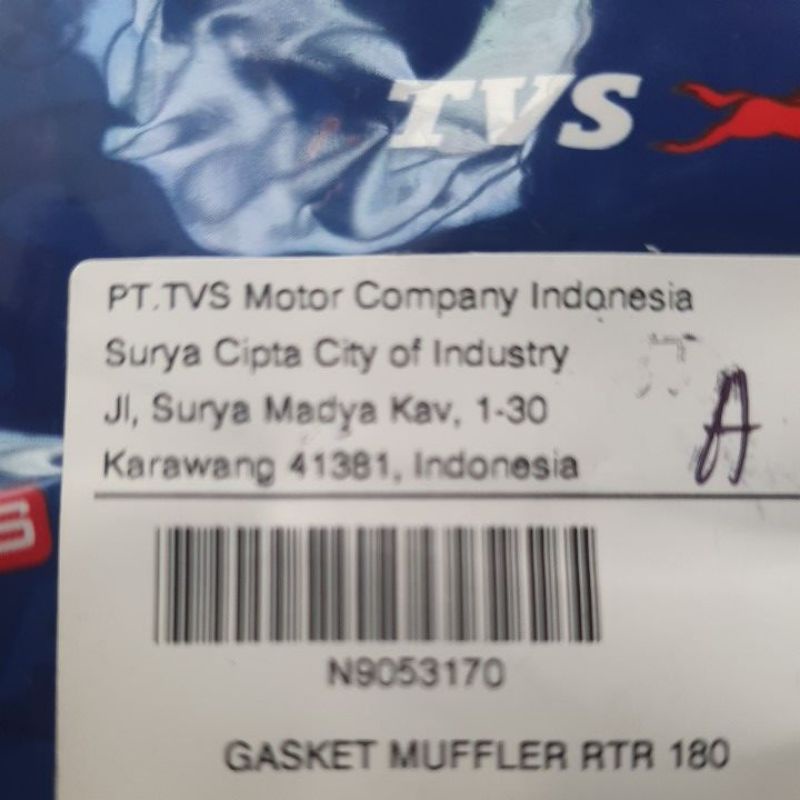 TVS
PT.TVS Motor Company Indonesia
Surya Cipta City of Industry
Jl, Surya Madya Kav, 1-30
Karawang 41381, Indonesia
A
S
N9053170
GASKET MUFFLER RTR 180